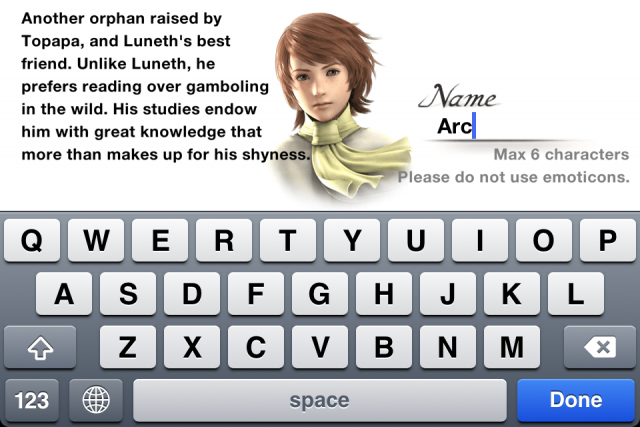 Another orphan raised by
Topapa, and Luneth's best
friend. Unlike Luneth, he
prefers reading over gamboling
in the wild. His studies endow
him with great knowledge that
more than makes up for his shyness.
Name
Arc
Max 6 characters
Please do not use emoticons.
Q W E R T Y U I O P
A S D F G H J K L
Z X C V B N M
123 space Done